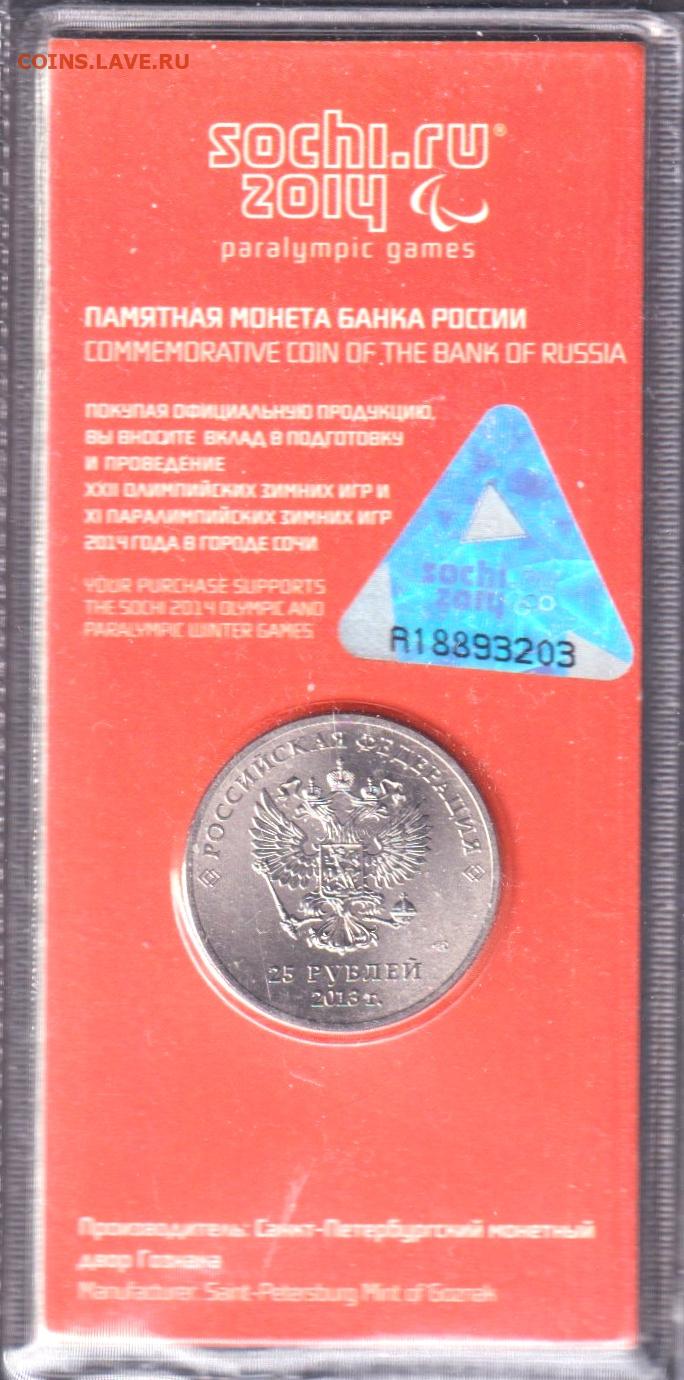 COINS.LAVE.RU
sochi.ru®
2014
paralympic games
ПАМЯТНАЯ МОНЕТА БАНКА РОССИИ
COMMEMORATIVE COIN OF THE BANK OF RUSSIA
ПОКУПАЯ ОФИЦИАЛЬНУЮ ПРОДУКЦИЮ,
ВЫ ВНОСИТЕ ВКЛАД В ПОДГОТОВКУ
И ПРОВЕДЕНИЕ
XXII ОЛИМПИЙСКИХ ЗИМНИХ ИГР И
XI ПАРАЛИМПИЙСКИХ ЗИМНИХ ИГР
2014 ГОДА В ГОРОДЕ СОЧИ
YOUR PURCHASE SUPPORTS
THE SOCHI 2014 OLYMPIC AND
PARALYMPIC WINTER GAMES
sochi.ru
2014
A18893203
РОССИЙСКАЯ ФЕДЕРАЦИЯ
25 РУБЛЕЙ
2013 г.
Производитель: Санкт-Петербургский монетный
двор Гознака
Manufacturer: Saint-Petersburg Mint of Goznak